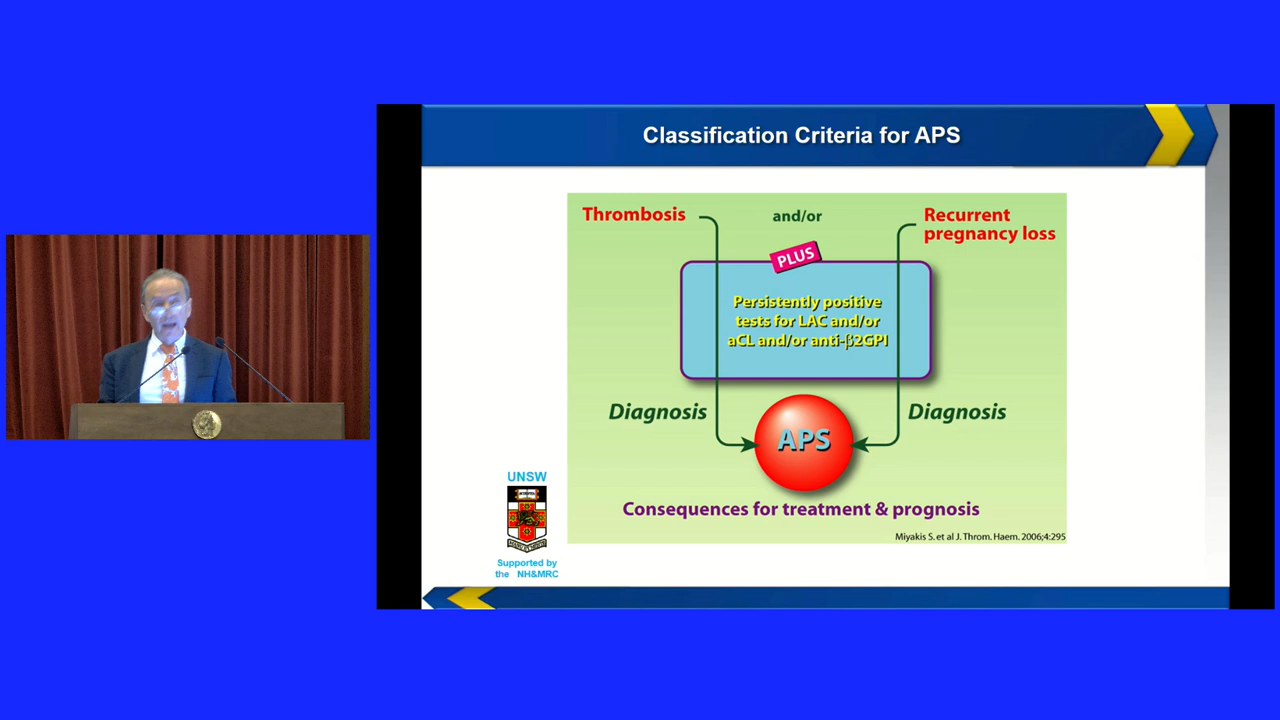 Classification Criteria for APS
Thrombosis
and/or
Recurrent
pregnancy loss
PLUS
Persistently positive
tests for LAC and/or
aCL and/or anti-β2GPI
Diagnosis
Diagnosis
APS
Consequences for treatment & prognosis
Miyakis S. et al J. Throm. Haem. 2006;4:295
UNSW
Supported by
the NH&MRC